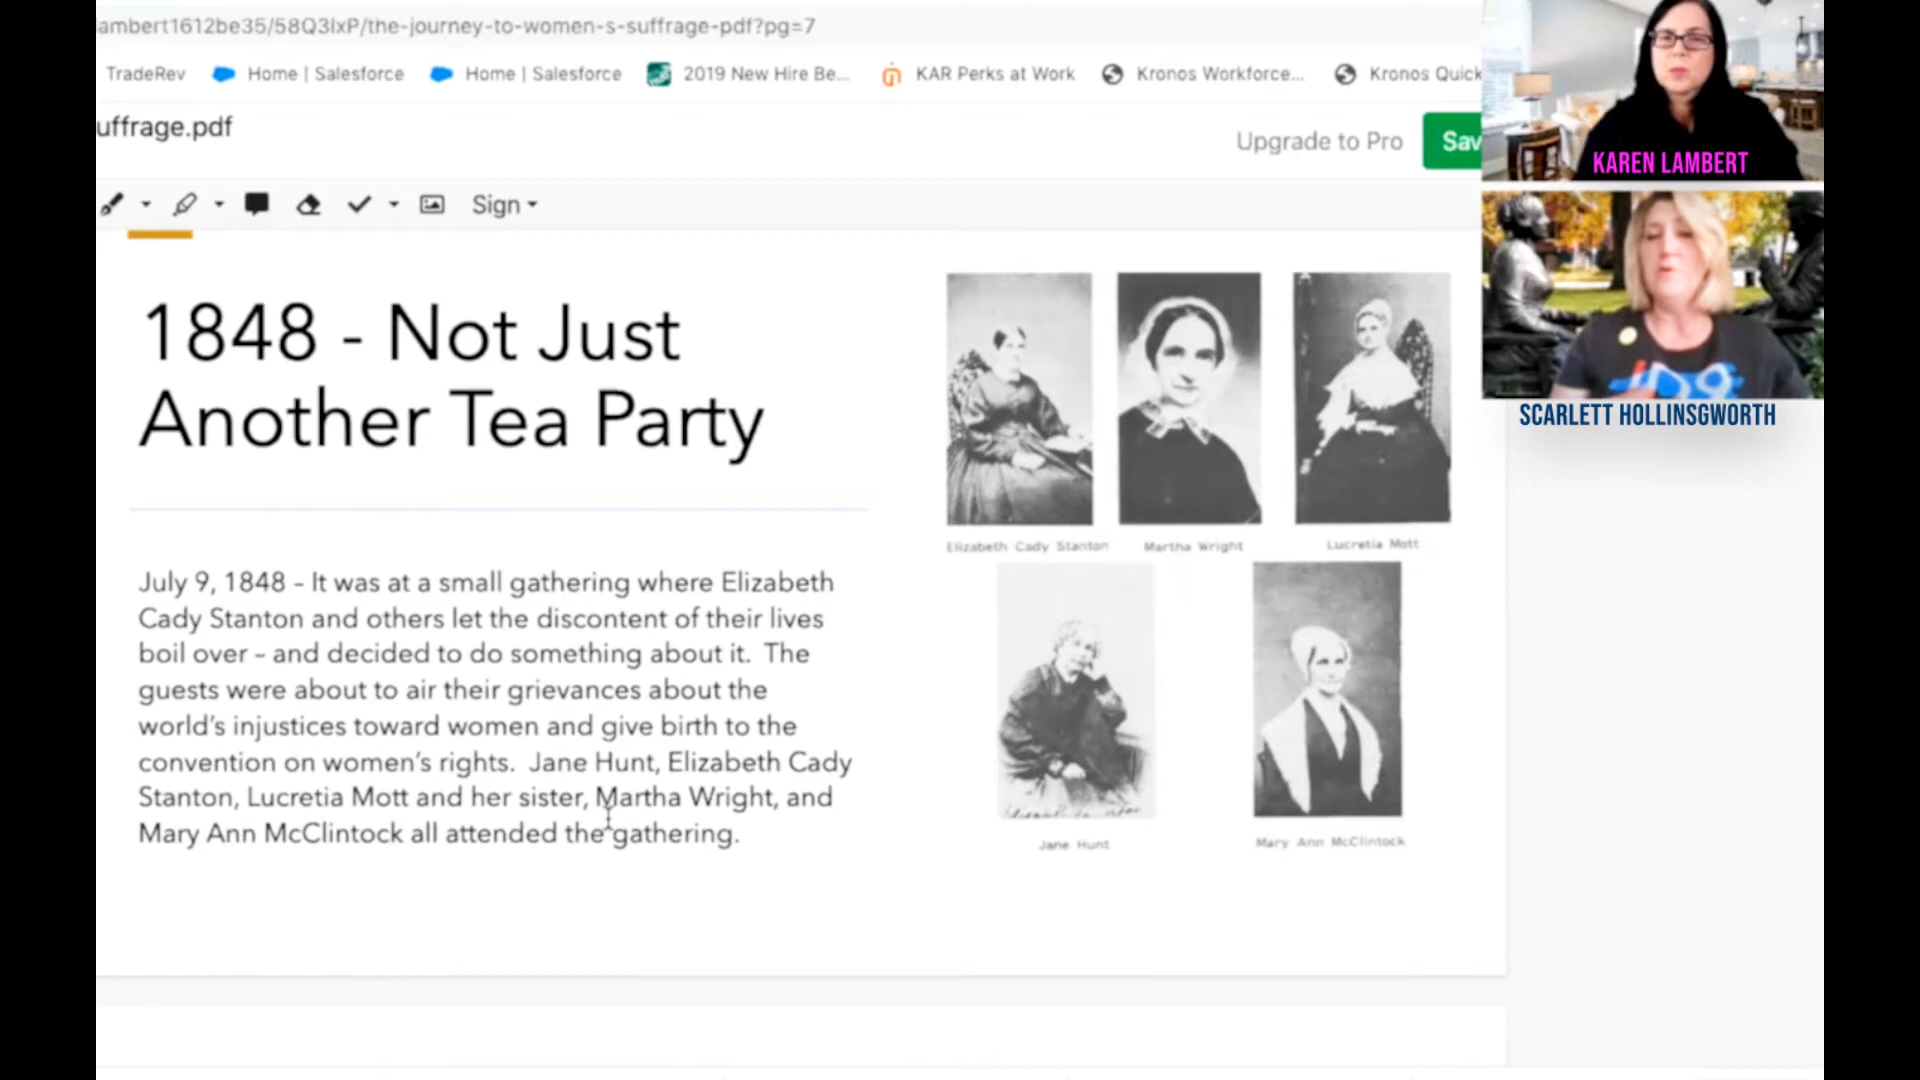 ambert1612be35/58Q3lxP/the-journey-to-women-s-suffrage-pdf?pg=7
TradeRev Home | Salesforce Home | Salesforce 2019 New Hire Be... KAR Perks at Work Kronos Workforce... Kronos Quick
uffrage.pdf
Upgrade to Pro Sav
KAREN LAMBERT
Sign
1848 - Not Just
Another Tea Party
SCARLETT HOLLINSGWORTH
Elizabeth Cady Stanton Martha Wright Lucretia Mott
July 9, 1848 – It was at a small gathering where Elizabeth
Cady Stanton and others let the discontent of their lives
boil over – and decided to do something about it. The
guests were about to air their grievances about the
world's injustices toward women and give birth to the
convention on women's rights. Jane Hunt, Elizabeth Cady
Stanton, Lucretia Mott and her sister, Martha Wright, and
Mary Ann McClintock all attended the gathering.
Jane Hunt Mary Ann McClintock